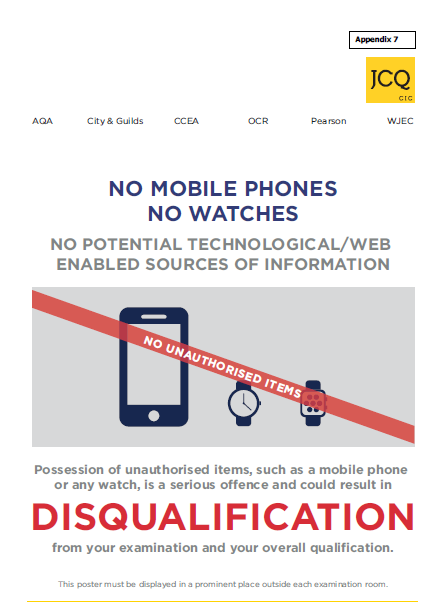 Appendix 7
JCQ
CIC
AQA City & Guilds CCEA OCR Pearson WJEC
NO MOBILE PHONES
NO WATCHES
NO POTENTIAL TECHNOLOGICAL/WEB
ENABLED SOURCES OF INFORMATION
NO UNAUTHORISED ITEMS
Possession of unauthorised items, such as a mobile phone
or any watch, is a serious offence and could result in
DISQUALIFICATION
from your examination and your overall qualification.
This poster must be displayed in a prominent place outside each examination room.